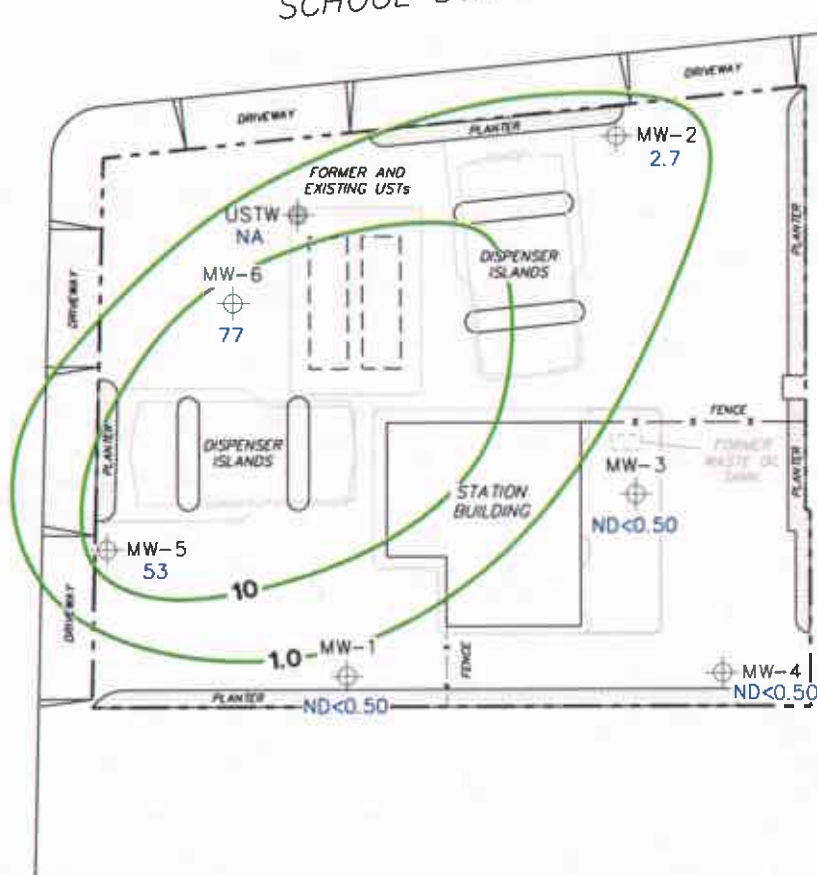 SCHOOL
DRIVEWAY
DRIVEWAY
PLANTER
MW-2
2.7
FORMER AND
EXISTING USTs
USTW
NA
PLANTER
DISPENSER
ISLANDS
MW-6
77
DRIVEWAY
FENCE
PLANTER
DISPENSER
ISLANDS
FORMER
WASTE OIL
TANK
MW-3
PLANTER
STATION
BUILDING
ND<0.50
MW-5
53
10
DRIVEWAY
1.0
MW-1
FENCE
MW-4
PLANTER
ND<0.50
ND<0.50